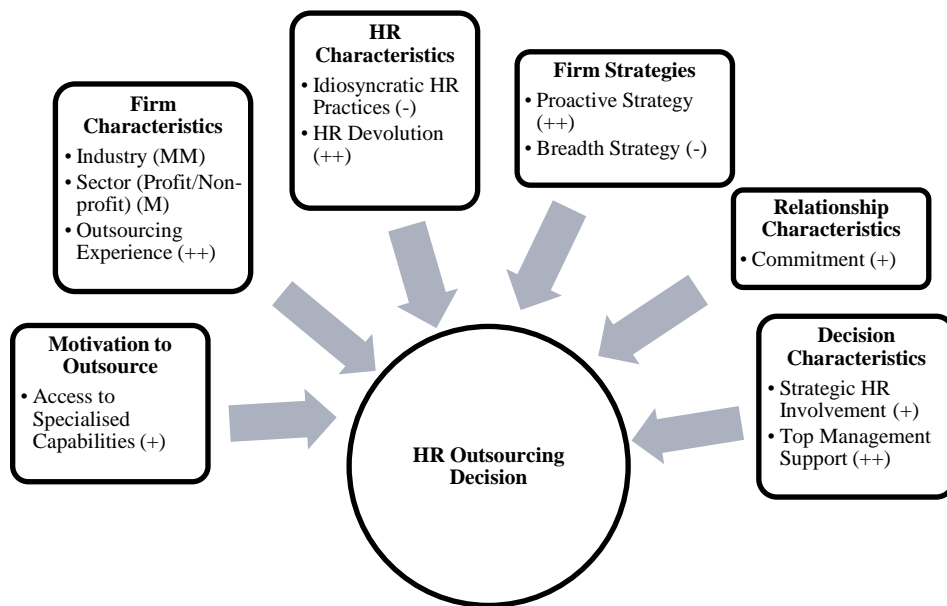 HR
Characteristics
• Idiosyncratic HR
Practices (-)
• HR Devolution
(++)
Firm Strategies
• Proactive Strategy
(++)
• Breadth Strategy (-)
Firm
Characteristics
• Industry (MM)
• Sector (Profit/Non-
profit) (M)
• Outsourcing
Experience (++)
Relationship
Characteristics
• Commitment (+)
Motivation to
Outsource
• Access to
Specialised
Capabilities (+)
Decision
Characteristics
• Strategic HR
Involvement (+)
• Top Management
Support (++)
HR Outsourcing
Decision